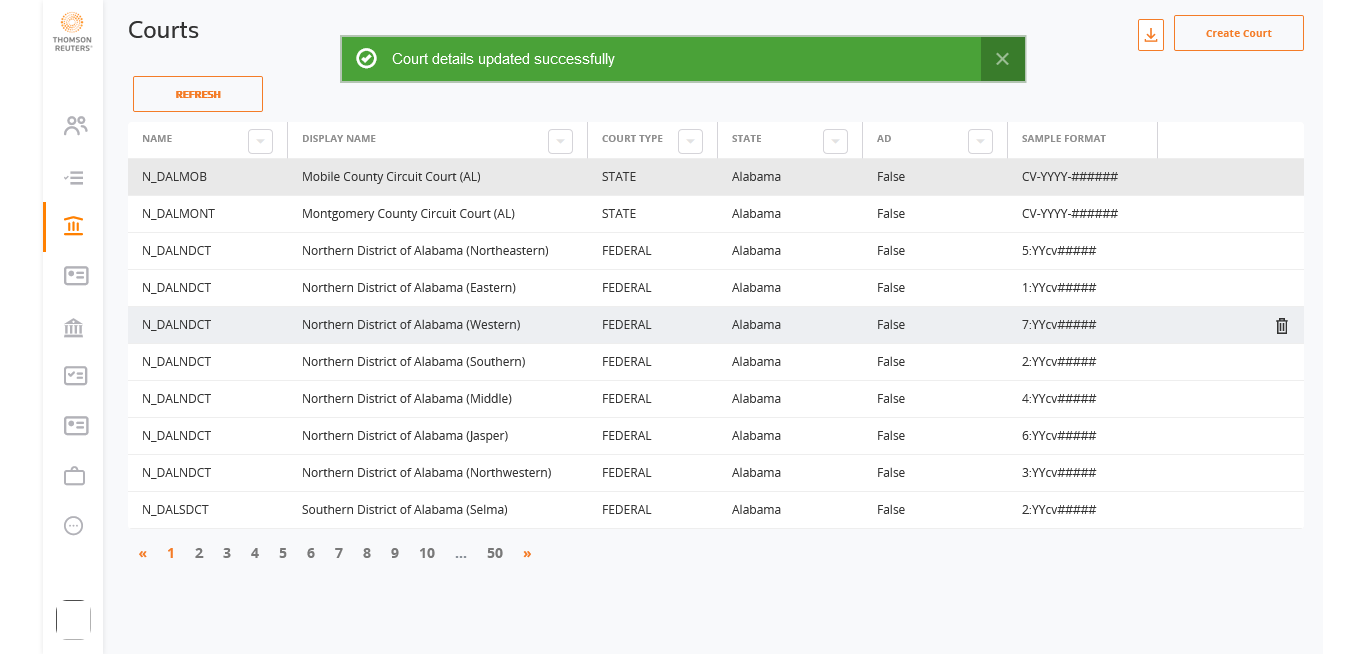 THOMSON
REUTERS
Courts
Court details updated successfully
Create Court
REFRESH
NAME DISPLAY NAME COURT TYPE STATE AD SAMPLE FORMAT
N_DALMOB Mobile County Circuit Court (AL) STATE Alabama False CV-YYYY-######
N_DALMONT Montgomery County Circuit Court (AL) STATE Alabama False CV-YYYY-######
N_DALNDCT Northern District of Alabama (Northeastern) FEDERAL Alabama False 5:YYcv#####
N_DALNDCT Northern District of Alabama (Eastern) FEDERAL Alabama False 1:YYcv#####
N_DALNDCT Northern District of Alabama (Western) FEDERAL Alabama False 7:YYcv#####
N_DALNDCT Northern District of Alabama (Southern) FEDERAL Alabama False 2:YYcv#####
N_DALNDCT Northern District of Alabama (Middle) FEDERAL Alabama False 4:YYcv#####
N_DALNDCT Northern District of Alabama (Jasper) FEDERAL Alabama False 6:YYcv#####
N_DALNDCT Northern District of Alabama (Northwestern) FEDERAL Alabama False 3:YYcv#####
N_DALSDCT Southern District of Alabama (Selma) FEDERAL Alabama False 2:YYcv#####
« 1 2 3 4 5 6 7 8 9 10 ... 50 »